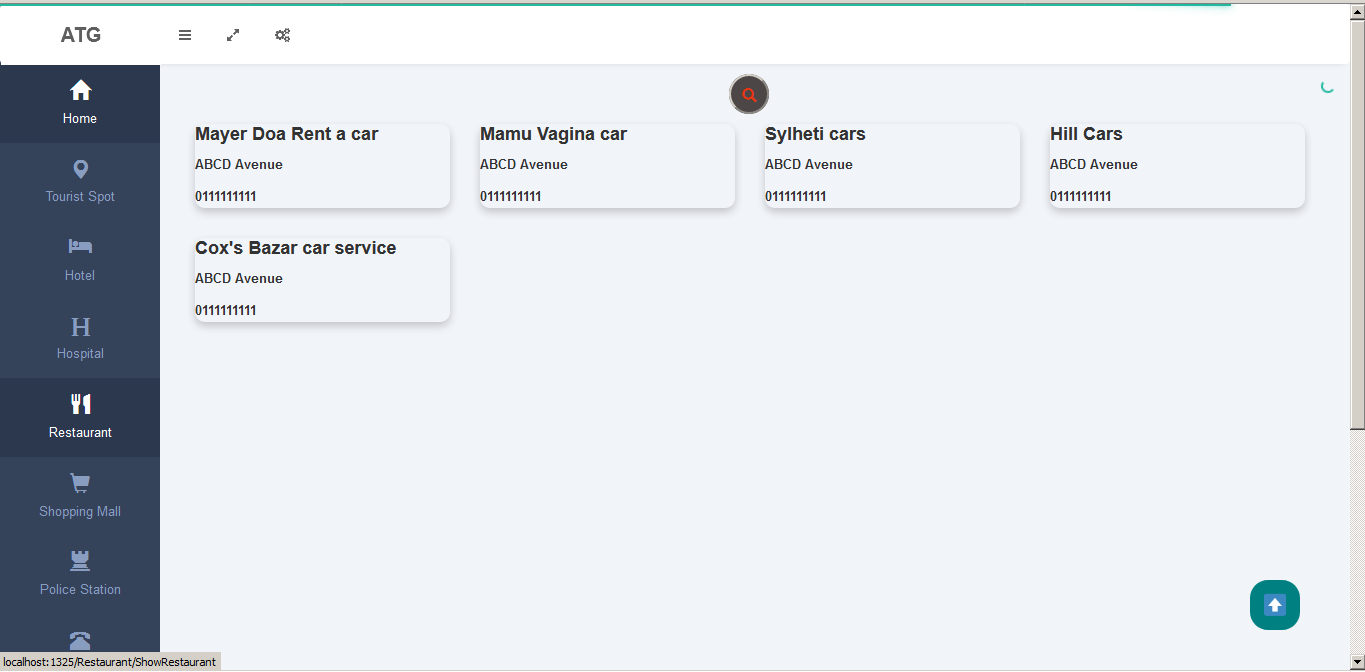 ATG
Home
Tourist Spot
Hotel
Hospital
Restaurant
Shopping Mall
Police Station
Mayer Doa Rent a car
ABCD Avenue
0111111111
Mamu Vagina car
ABCD Avenue
0111111111
Sylheti cars
ABCD Avenue
0111111111
Hill Cars
ABCD Avenue
0111111111
Cox's Bazar car service
ABCD Avenue
0111111111
localhost:1325/Restaurant/ShowRestaurant